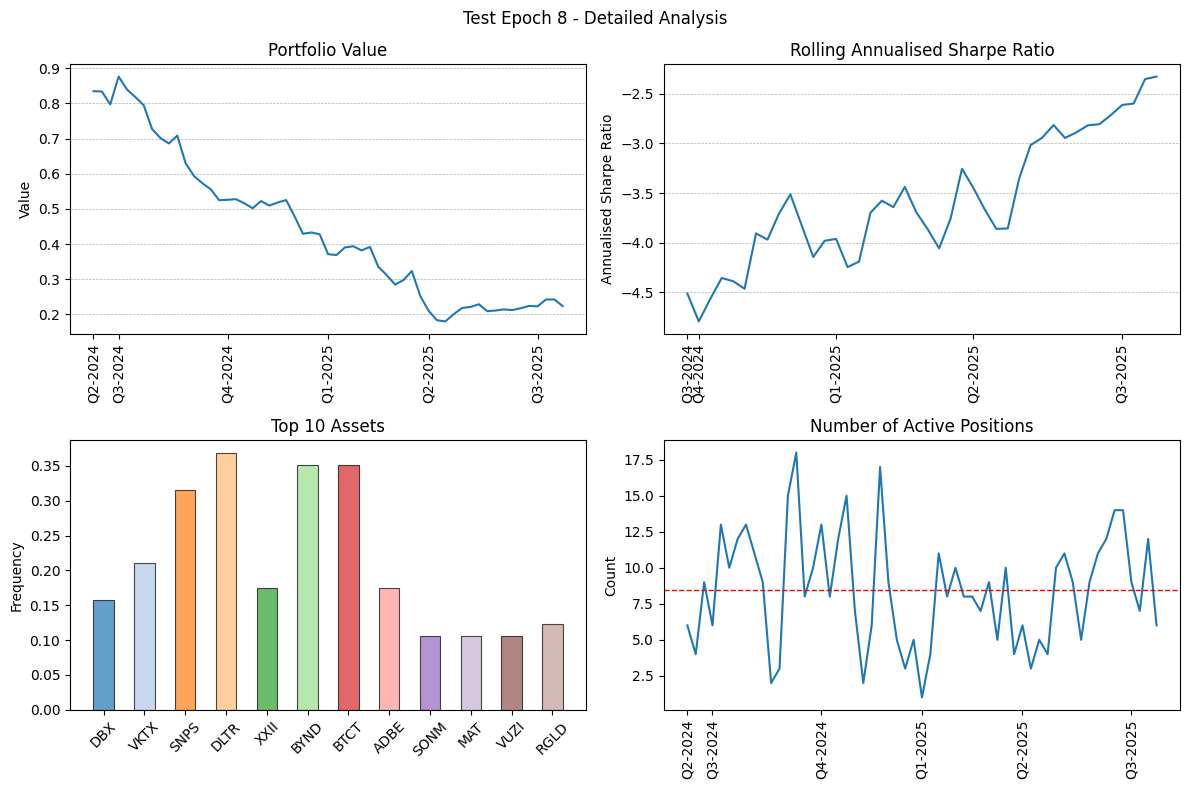 Test Epoch 8 - Detailed Analysis
Portfolio Value
Value
0.9
0.8
0.7
0.6
0.5
0.4
0.3
0.2
Q2-2024
Q3-2024
Q4-2024
Q1-2025
Q2-2025
Q3-2025
Rolling Annualised Sharpe Ratio
Annualised Sharpe Ratio
−2.5
−3.0
−3.5
−4.0
−4.5
Q3-2024
Q4-2024
Q1-2025
Q2-2025
Q3-2025
Top 10 Assets
Frequency
0.35
0.30
0.25
0.20
0.15
0.10
0.05
0.00
DBX
VKTX
SNPS
DLTR
XXII
BYND
BTCT
ADBE
SONM
MAT
VUZI
RGLD
Number of Active Positions
Count
17.5
15.0
12.5
10.0
7.5
5.0
2.5
Q2-2024
Q3-2024
Q4-2024
Q1-2025
Q2-2025
Q3-2025